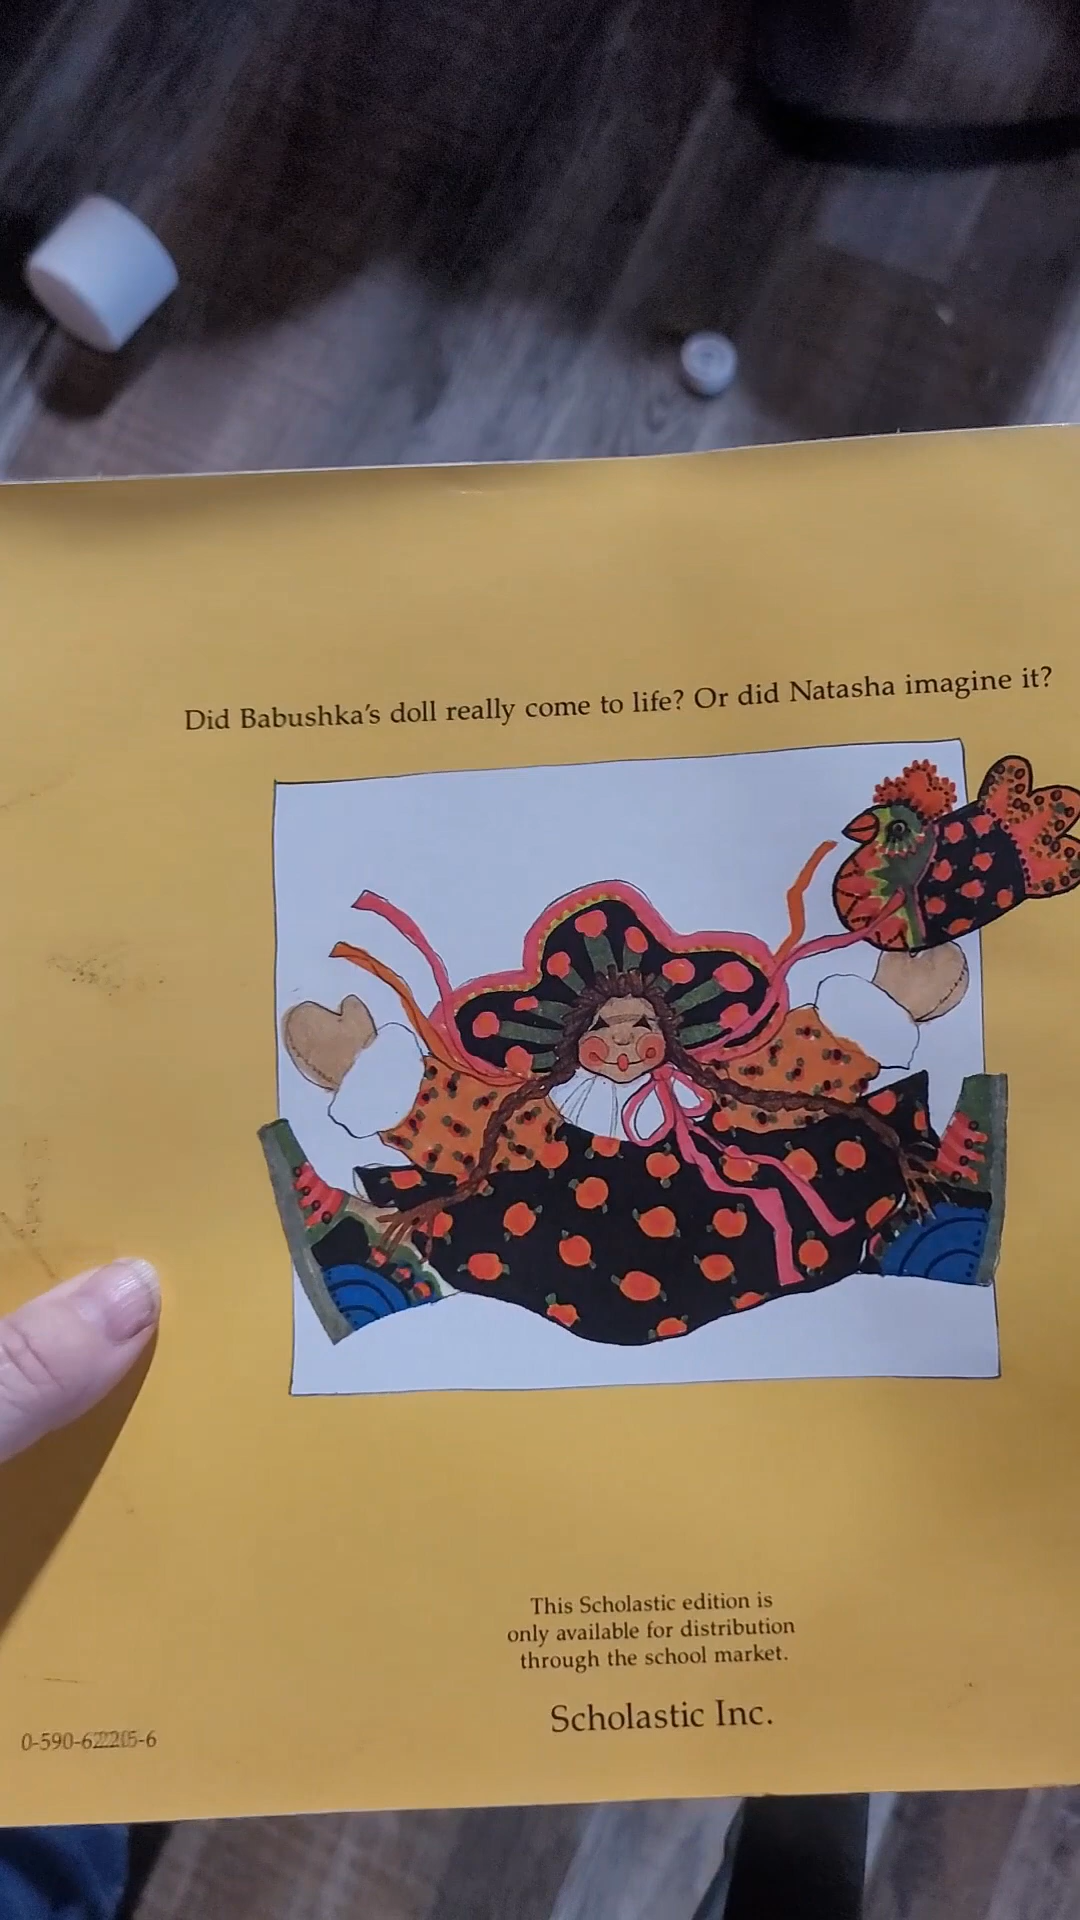 Did Babushka's doll really come to life? Or did Natasha imagine it?
This Scholastic edition is
only available for distribution
through the school market.
Scholastic Inc.